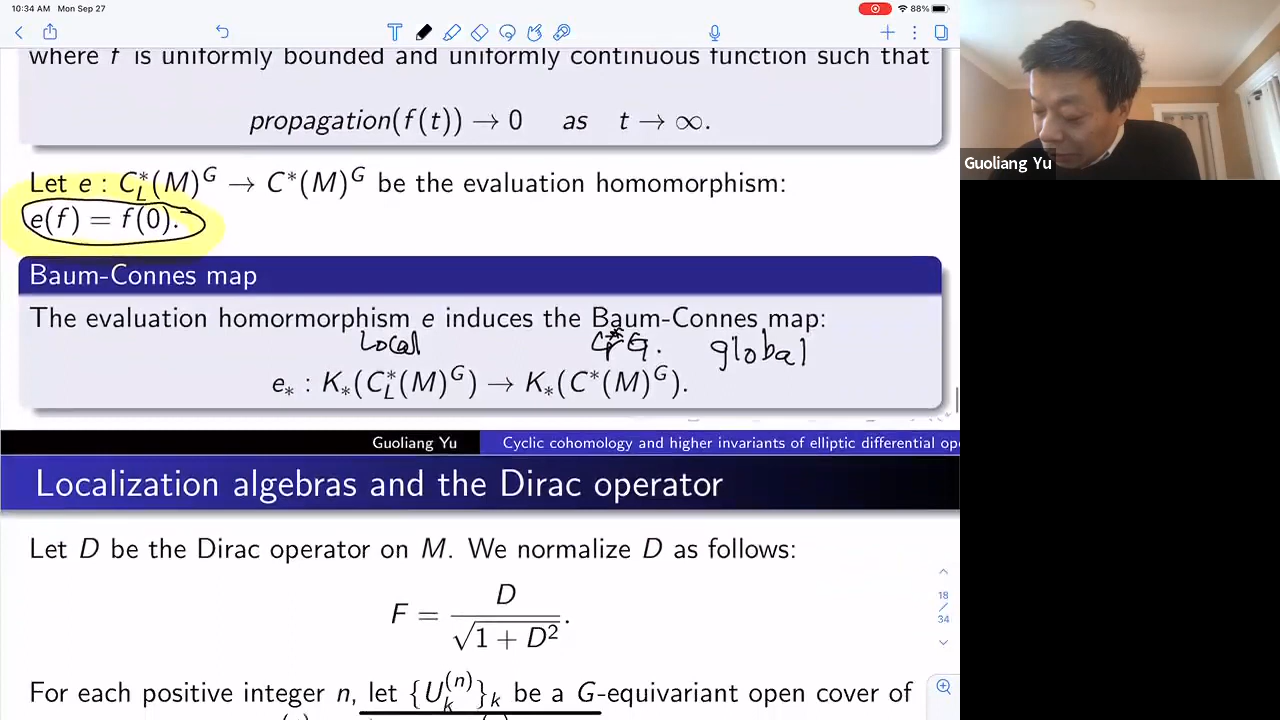 10:34 AM Mon Sep 27
88%
where f is uniformly bounded and uniformly continuous function such that
propagation(f(t)) → 0 as t → ∞.
Let e : C*_L(M)^G → C*(M)^G be the evaluation homomorphism:
e(f) = f(0).
Baum-Connes map
The evaluation homormorphism e induces the Baum-Connes map:
local C*_r G. global
e_* : K_*(C*_L(M)^G) → K_*(C*(M)^G).
Guoliang Yu Cyclic cohomology and higher invariants of elliptic differential ope
Localization algebras and the Dirac operator
Let D be the Dirac operator on M. We normalize D as follows:
F = D / √(1 + D²).
For each positive integer n, let {U_k^(n)}_k be a G-equivariant open cover of
18
/
34
Guoliang Yu